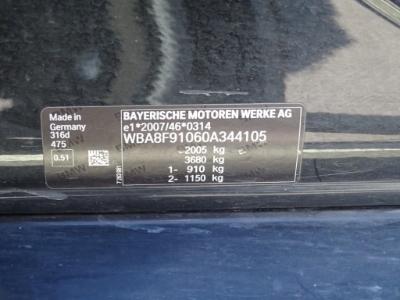 Made in
Germany
316d
475
0.51
BAYERISCHE MOTOREN WERKE AG
e1*2007/46*0314
WBA8F91060A344105
2005 kg
3680 kg
1- 910 kg
2- 1150 kg